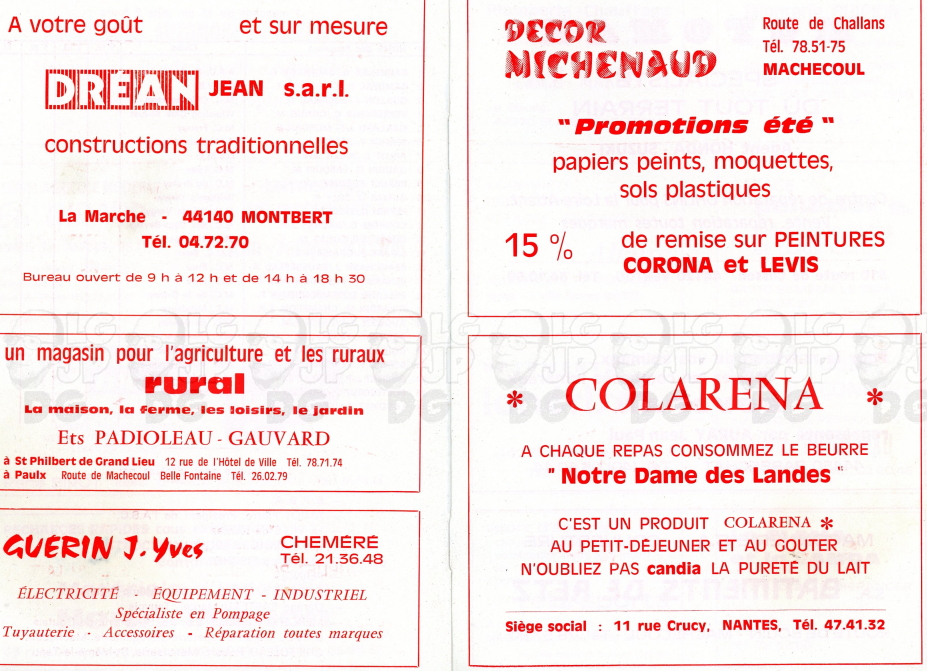 A votre goût et sur mesure
DRÉAN JEAN s.a.r.l.
constructions traditionnelles
La Marche - 44140 MONTBERT
Tél. 04.72.70
Bureau ouvert de 9 h à 12 h et de 14 h à 18 h 30
un magasin pour l'agriculture et les ruraux
rural
La maison, la ferme, les loisirs, le jardin
Ets PADIOLEAU - GAUVARD
à St Philbert de Grand Lieu 12 rue de l'Hôtel de Ville Tél. 78.71.74
à Paulx Route de Machecoul Belle Fontaine Tél. 26.02.79
GUÉRIN J. Yves
CHEMÉRÉ
Tél. 21.36.48
ÉLECTRICITÉ - ÉQUIPEMENT - INDUSTRIEL
Spécialiste en Pompage
Tuyauterie - Accessoires - Réparation toutes marques
DECOR
MICHENAUD
Route de Challans
Tél. 78.51-75
MACHECOUL
"Promotions été"
papiers peints, moquettes,
sols plastiques
15 % de remise sur PEINTURES
CORONA et LEVIS
* COLARENA *
A CHAQUE REPAS CONSOMMEZ LE BEURRE
"Notre Dame des Landes"
C'EST UN PRODUIT COLARENA *
AU PETIT-DÉJEUNER ET AU GOUTER
N'OUBLIEZ PAS candia LA PURETÉ DU LAIT
Siège social : 11 rue Crucy, NANTES, Tél. 47.41.32
LG
JP
DG